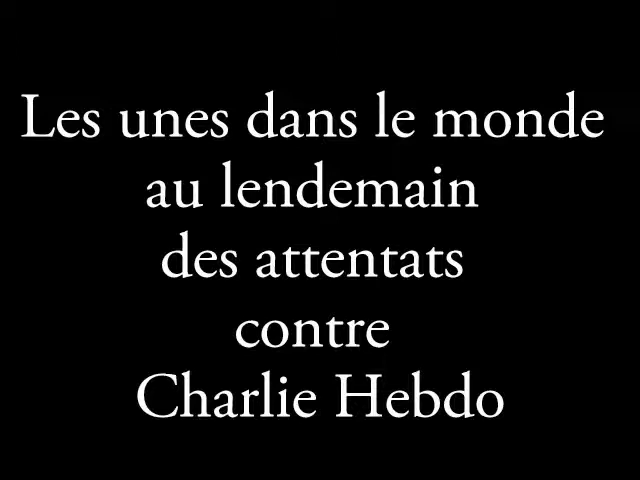 Les unes dans le monde
au lendemain
des attentats
contre
Charlie Hebdo